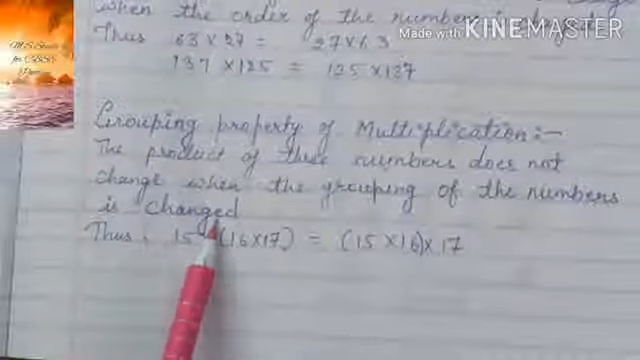 when the order of the numbers is
Made with KINEMASTER
Thus 63 × 27 = 27 × 63
137 × 125 = 125 × 137
Grouping property of Multiplication:-
The product of three numbers does not
change when the grouping of the numbers
is changed
Thus: 15 (16×17) = (15 × 16)× 17